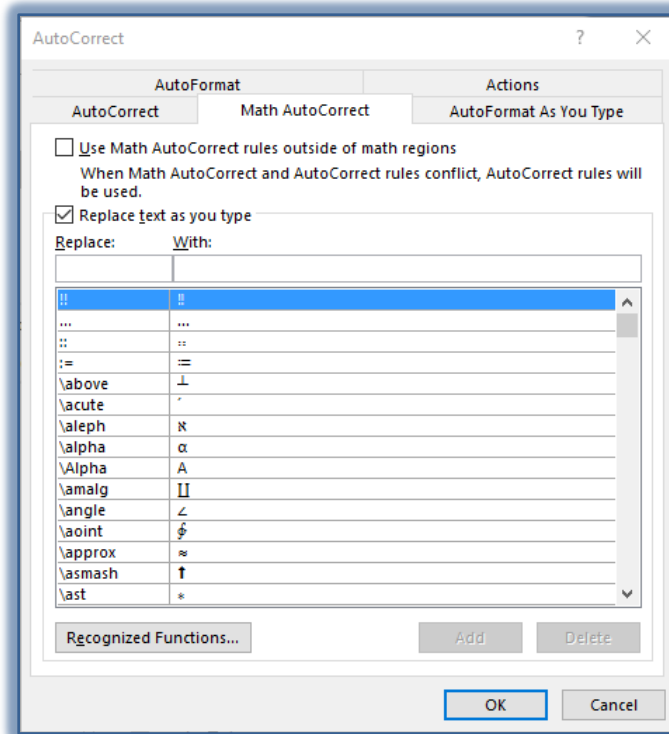 AutoCorrect ?
AutoFormat Actions
AutoCorrect Math AutoCorrect AutoFormat As You Type
Use Math AutoCorrect rules outside of math regions
When Math AutoCorrect and AutoCorrect rules conflict, AutoCorrect rules will
be used.
Replace text as you type
Replace: With:
!! ‼
... …
:: ∷
:= ≔
\above ┴
\acute ́
\aleph ℵ
\alpha α
\Alpha Α
\amalg ∐
\angle ∠
\aoint ∳
\approx ≈
\asmash ⬆
\ast ∗
Recognized Functions... Add Delete
OK Cancel